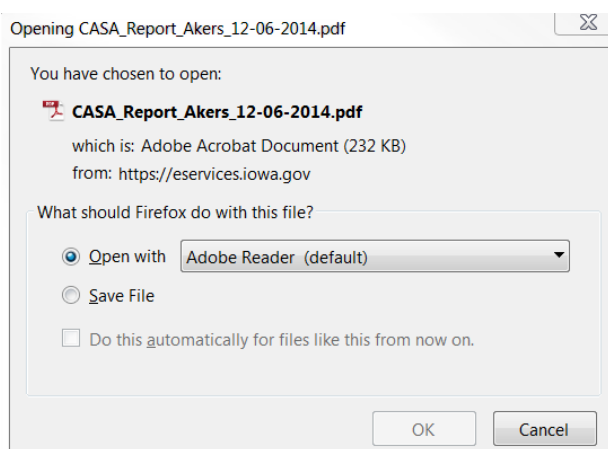 Opening CASA_Report_Akers_12-06-2014.pdf
You have chosen to open:
CASA_Report_Akers_12-06-2014.pdf
which is: Adobe Acrobat Document (232 KB)
from: https://eservices.iowa.gov
What should Firefox do with this file?
Open with Adobe Reader (default)
Save File
Do this automatically for files like this from now on.
OK Cancel